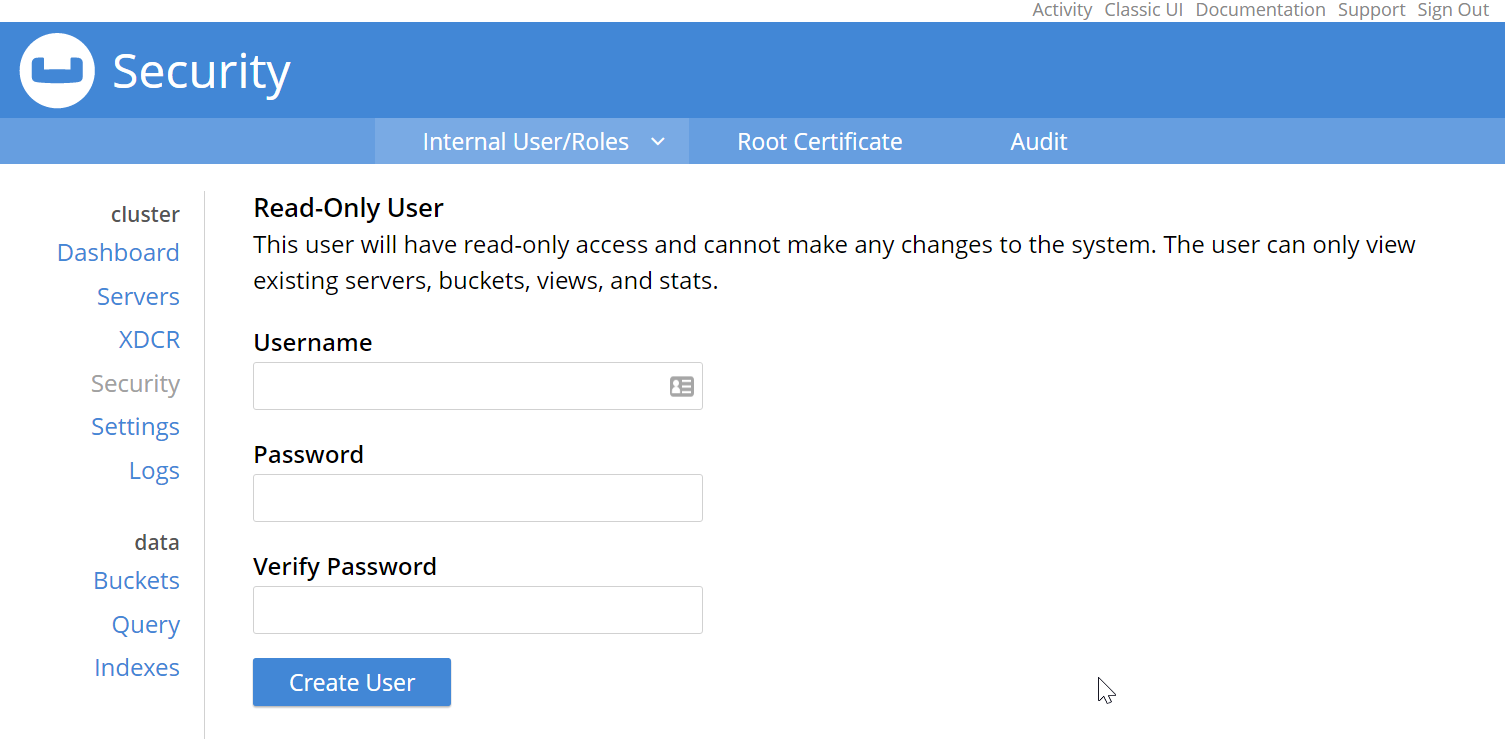 Activity Classic UI Documentation Support Sign Out
Security
Internal User/Roles Root Certificate Audit
cluster
Dashboard
Servers
XDCR
Security
Settings
Logs
data
Buckets
Query
Indexes
Read-Only User
This user will have read-only access and cannot make any changes to the system. The user can only view
existing servers, buckets, views, and stats.
Username
Password
Verify Password
Create User